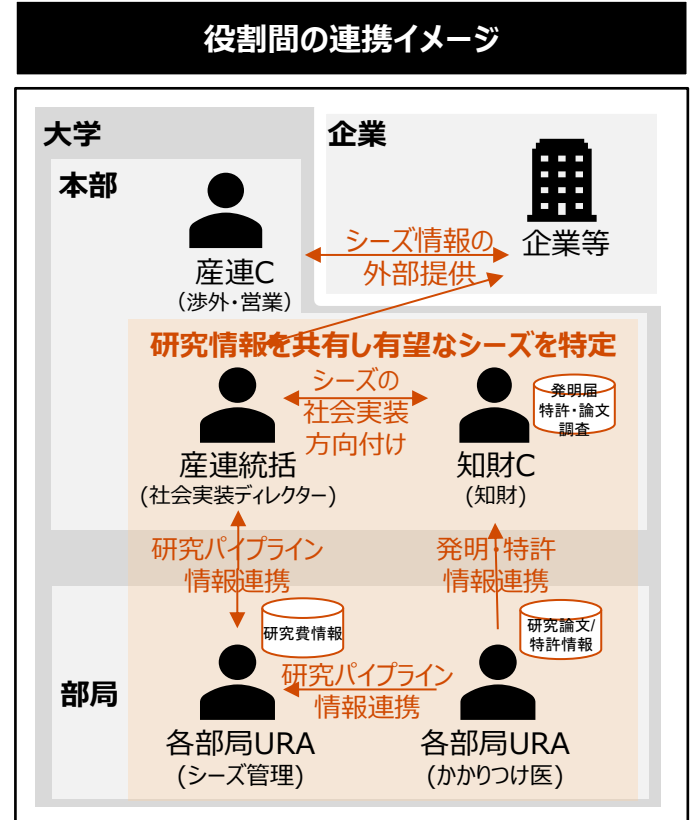 役割間の連携イメージ
大学
企業
本部
産連C
(渉外・営業)
シーズ情報の
外部提供
企業等
研究情報を共有し有望なシーズを特定
シーズの
社会実装
方向付け
発明届
特許・論文
調査
産連統括
(社会実装ディレクター)
知財C
(知財)
研究パイプライン
情報連携
発明・特許
情報連携
研究費情報
研究論文/
特許情報
部局
研究パイプライン
情報連携
各部局URA
(シーズ管理)
各部局URA
(かかりつけ医)